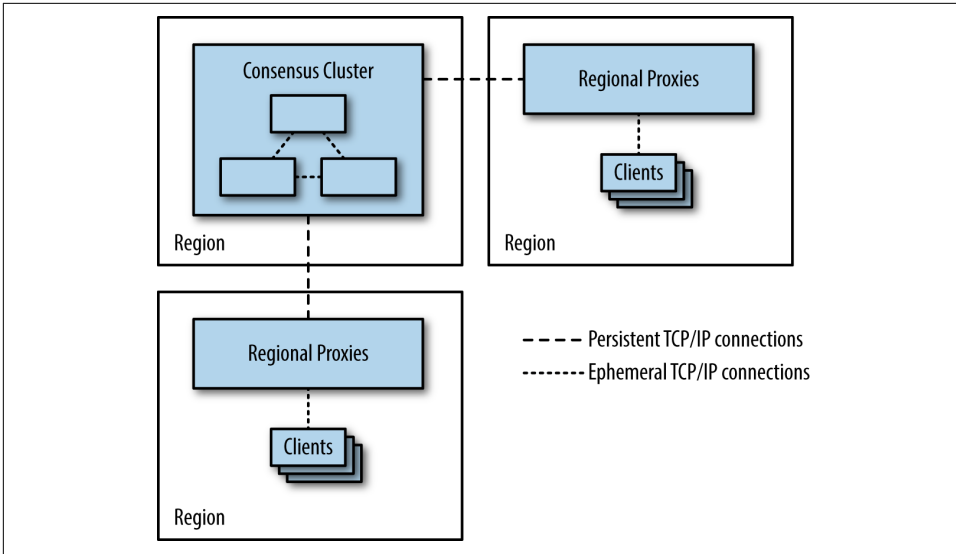 Consensus Cluster
Region
Regional Proxies
Clients
Region
Regional Proxies
Clients
Region
Persistent TCP/IP connections
Ephemeral TCP/IP connections